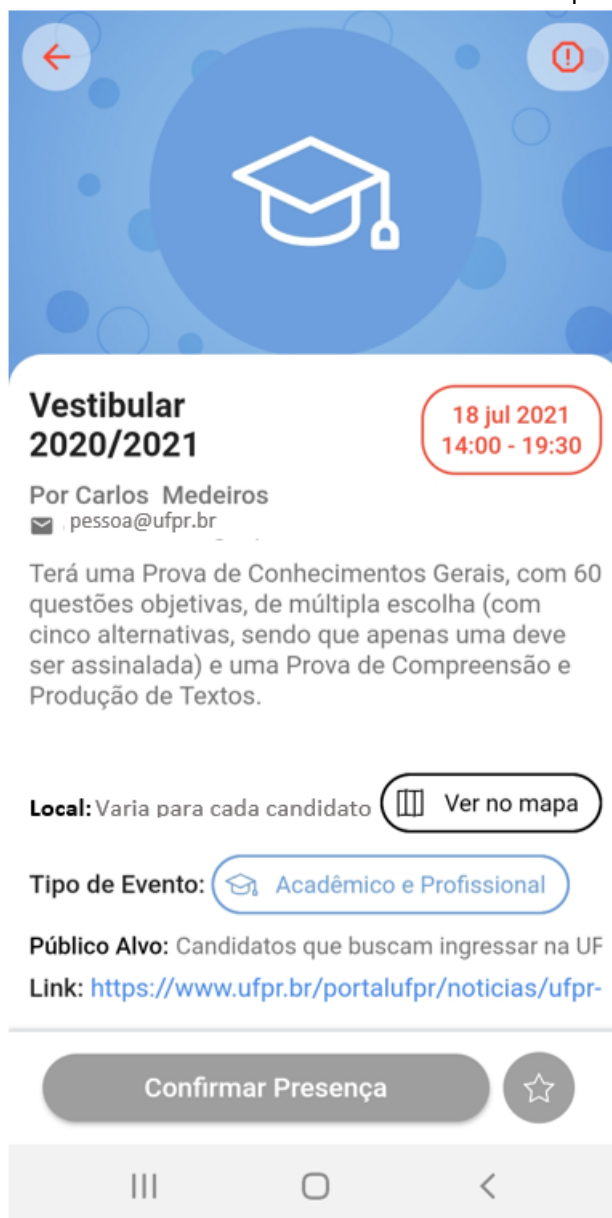 Vestibular
2020/2021
18 jul 2021
14:00 - 19:30
Por Carlos Medeiros
pessoa@ufpr.br
Terá uma Prova de Conhecimentos Gerais, com 60
questões objetivas, de múltipla escolha (com
cinco alternativas, sendo que apenas uma deve
ser assinalada) e uma Prova de Compreensão e
Produção de Textos.
Local: Varia para cada candidato
Ver no mapa
Tipo de Evento: Acadêmico e Profissional
Público Alvo: Candidatos que buscam ingressar na UF
Link: https://www.ufpr.br/portalufpr/noticias/ufpr-
Confirmar Presença